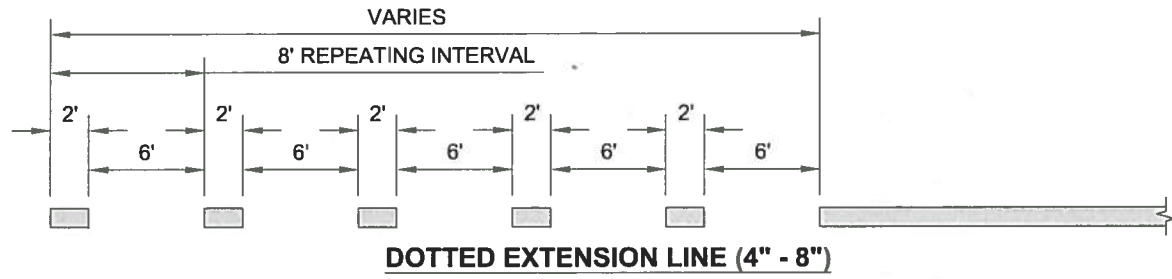 VARIES
8' REPEATING INTERVAL
2' 2' 2' 2' 2'
6' 6' 6' 6' 6'
DOTTED EXTENSION LINE (4" - 8")